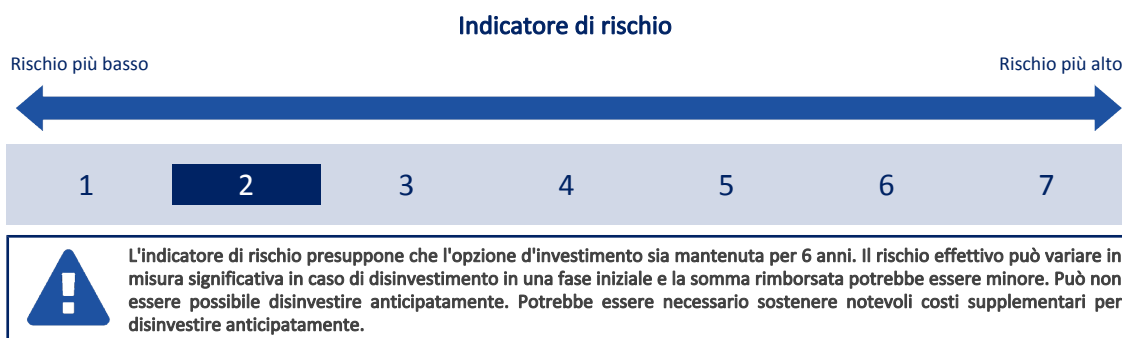 Indicatore di rischio
Rischio più basso
Rischio più alto
1 2 3 4 5 6 7
L'indicatore di rischio presuppone che l'opzione d'investimento sia mantenuta per 6 anni. Il rischio effettivo può variare in
misura significativa in caso di disinvestimento in una fase iniziale e la somma rimborsata potrebbe essere minore. Può non
essere possibile disinvestire anticipatamente. Potrebbe essere necessario sostenere notevoli costi supplementari per
disinvestire anticipatamente.